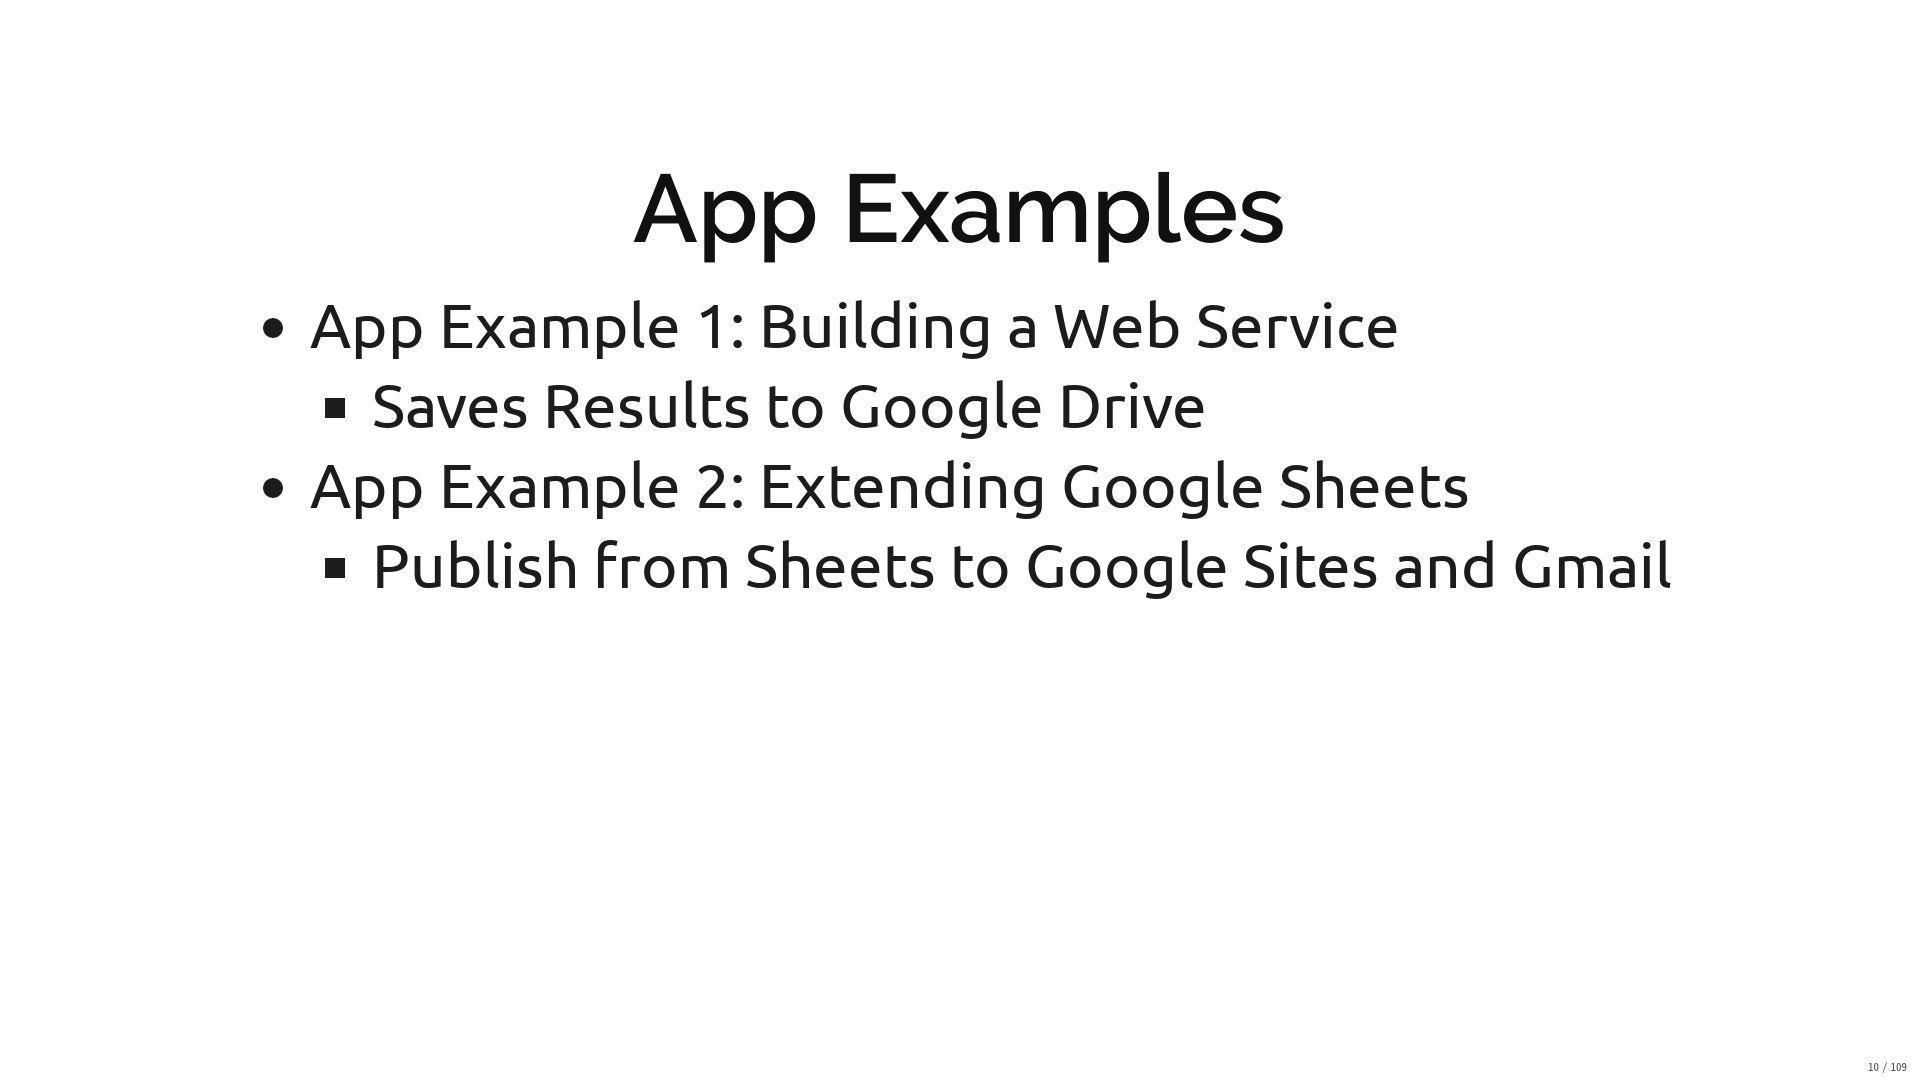 App Examples
App Example 1: Building a Web Service
Saves Results to Google Drive
App Example 2: Extending Google Sheets
Publish from Sheets to Google Sites and Gmail
10 / 109